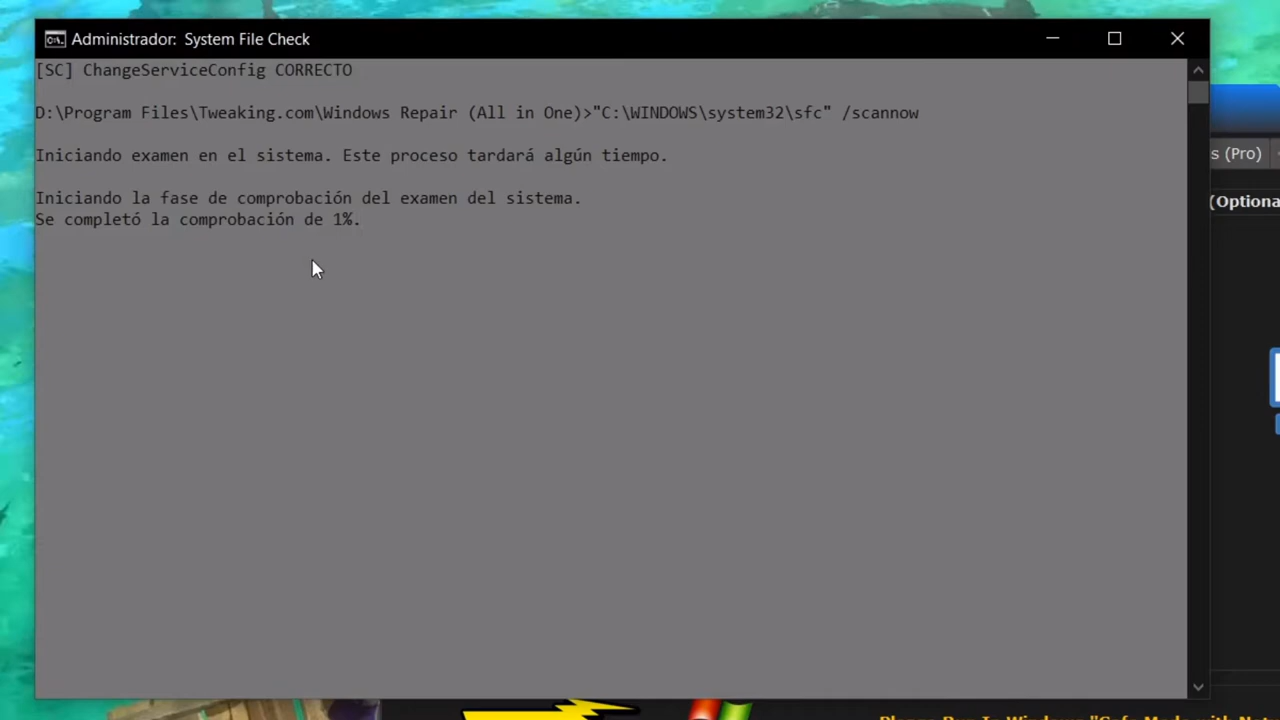 Administrador: System File Check
[SC] ChangeServiceConfig CORRECTO
D:\Program Files\Tweaking.com\Windows Repair (All in One)>"C:\WINDOWS\system32\sfc" /scannow
s (Pro)
Iniciando examen en el sistema. Este proceso tardará algún tiempo.
Iniciando la fase de comprobación del examen del sistema.
(Optiona
Se completó la comprobación de 1%.